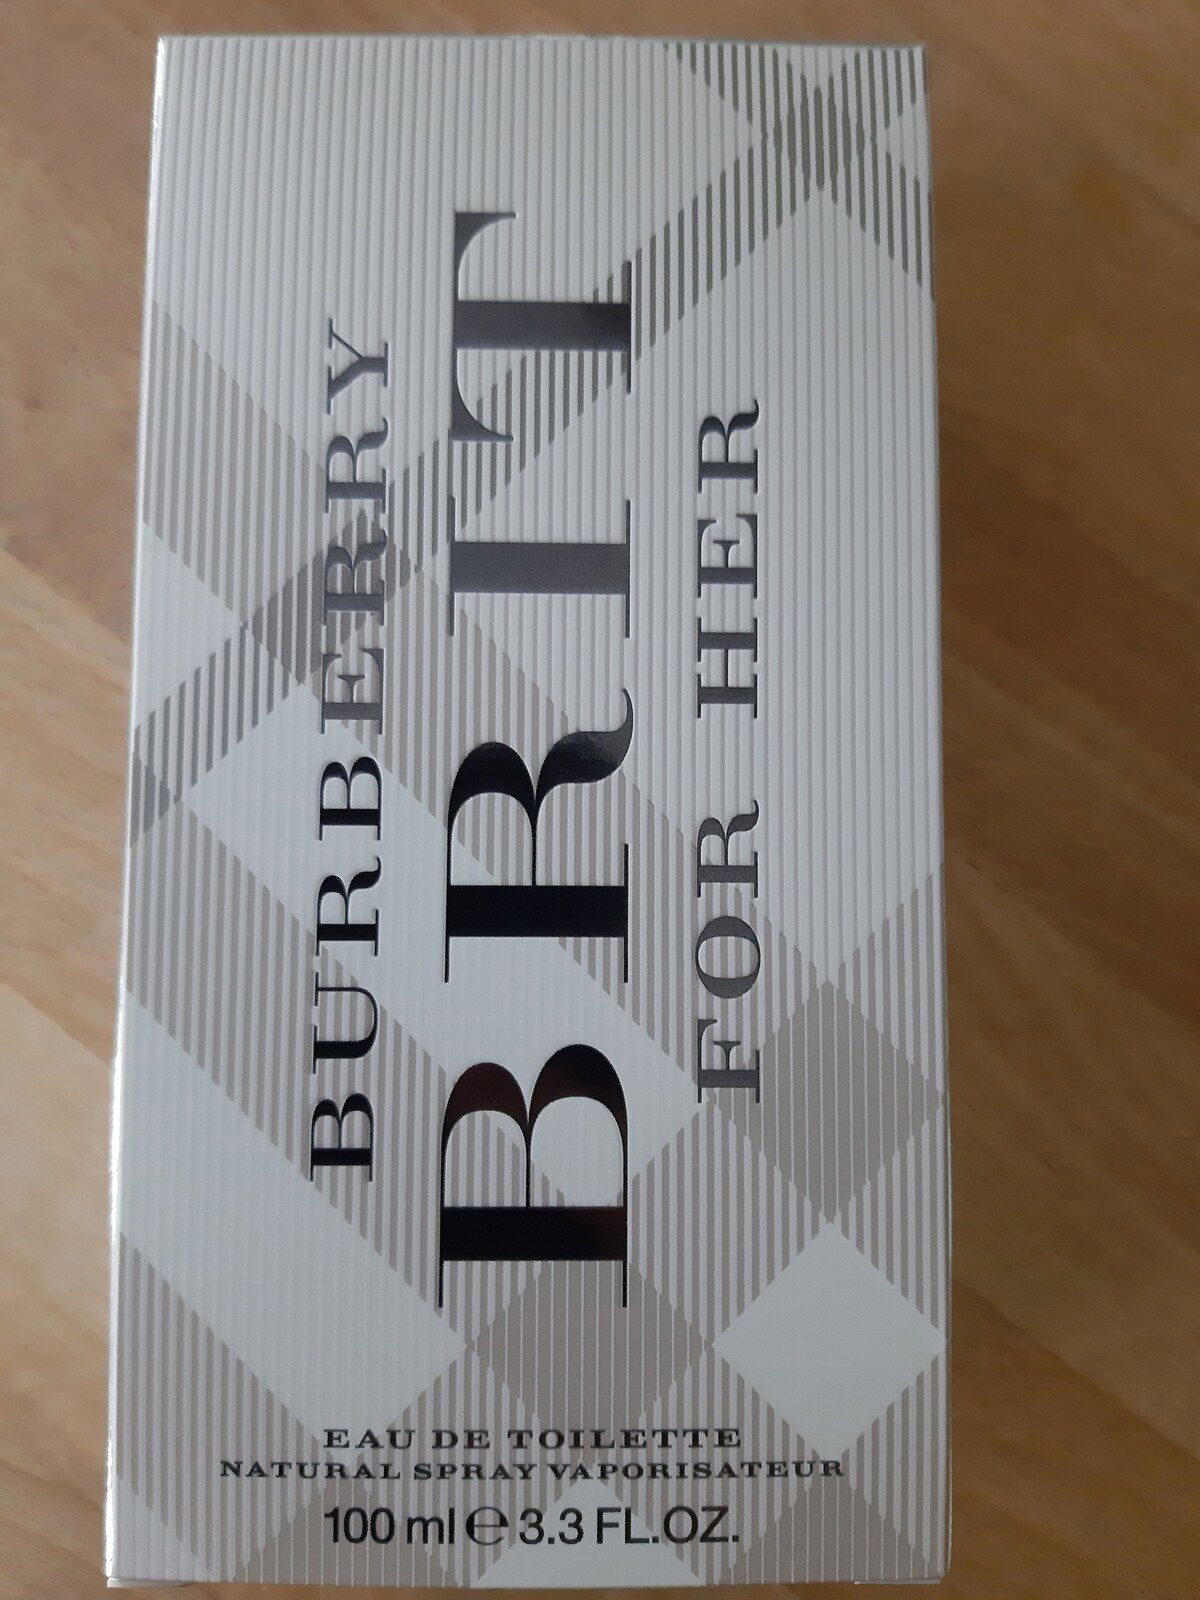 BURBERRY
BRIT
FOR HER
EAU DE TOILETTE
NATURAL SPRAY VAPORISATEUR
100 ml ℮ 3.3 FL.OZ.